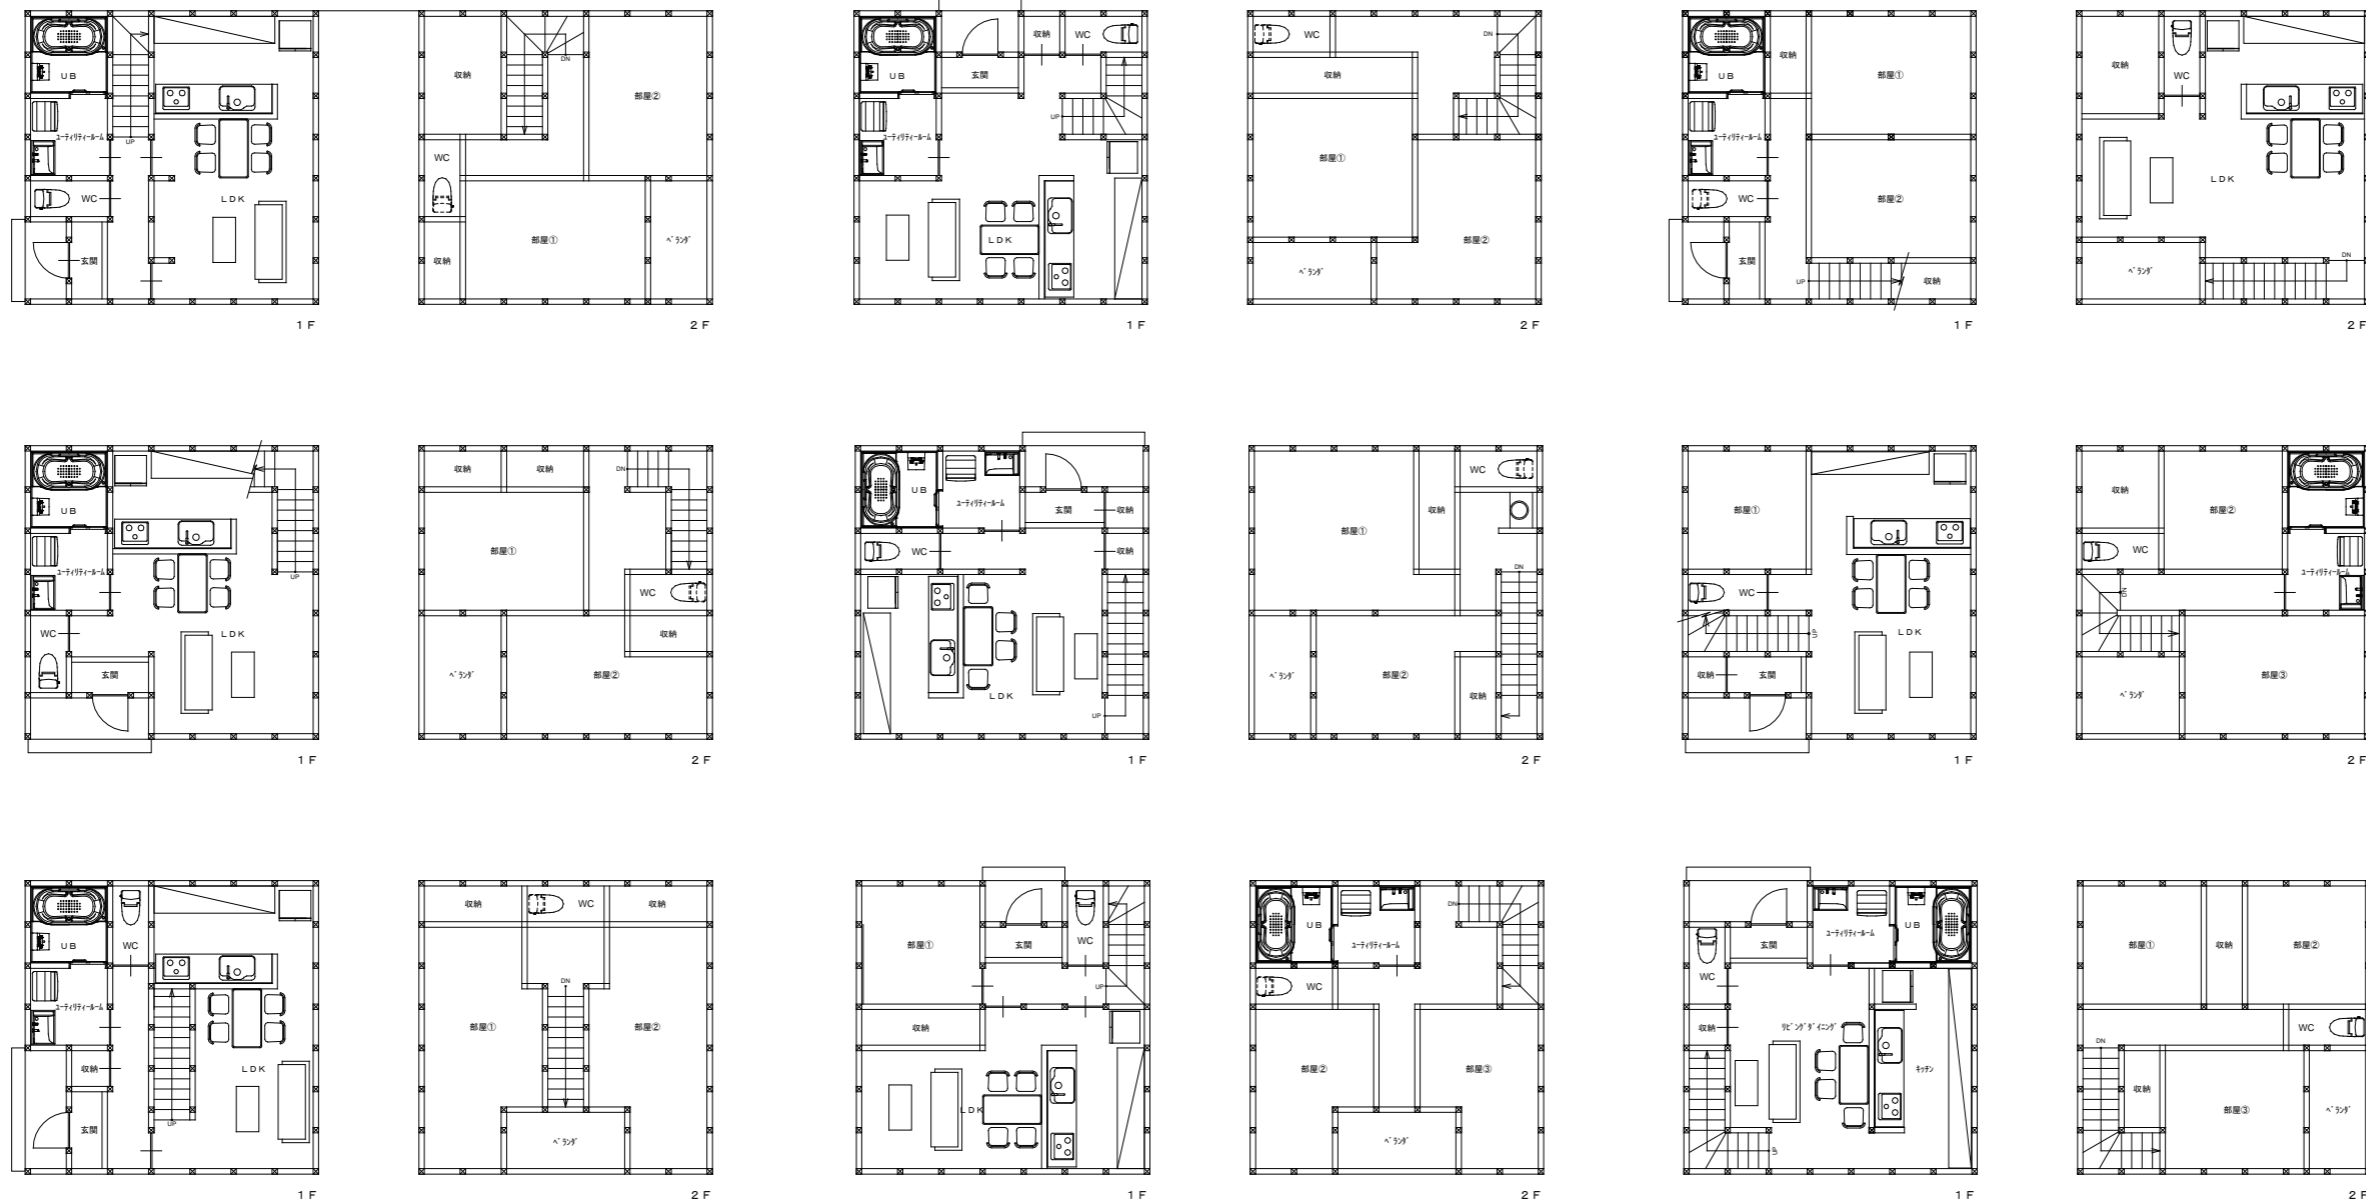 UB
ユーティリティールーム
UP
WC
LDK
玄関
1F
収納
DN
部屋②
WC
収納
部屋①
ベランダ
2F
収納
WC
UB
玄関
UP
ユーティリティールーム
LDK
1F
WC
DN
収納
部屋①
部屋②
ベランダ
2F
収納
部屋①
UB
ユーティリティールーム
WC
部屋②
玄関
UP
収納
1F
収納
WC
LDK
DN
ベランダ
2F
UB
ユーティリティールーム
UP
WC
LDK
玄関
1F
収納
収納
DN
部屋①
WC
収納
ベランダ
部屋②
2F
UB
ユーティリティールーム
玄関
収納
WC
収納
LDK
UP
1F
WC
収納
部屋①
DN
ベランダ
部屋②
収納
2F
部屋①
WC
UP
LDK
収納
玄関
1F
収納
部屋②
WC
ユーティリティールーム
DN
ベランダ
部屋③
2F
UB
WC
ユーティリティールーム
収納
LDK
玄関
UP
1F
収納
WC
収納
DN
部屋①
部屋②
ベランダ
2F
部屋①
玄関
WC
UP
収納
LDK
1F
UB
ユーティリティールーム
DN
WC
部屋②
部屋③
ベランダ
2F
玄関
ユーティリティールーム
UB
WC
収納
リビングダイニング
キッチン
UP
1F
部屋①
収納
部屋②
WC
DN
収納
部屋③
ベランダ
2F